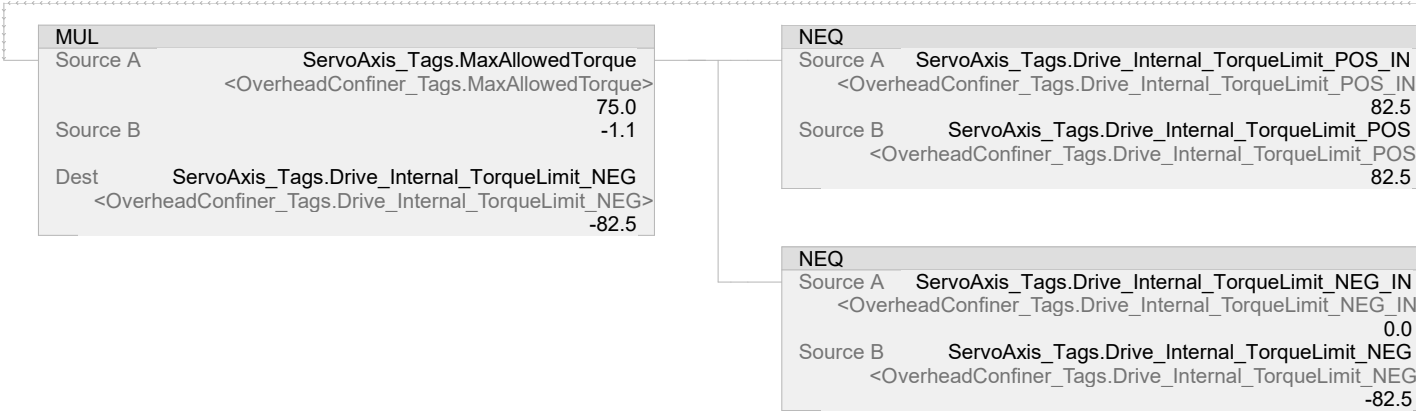 MUL
Source A ServoAxis_Tags.MaxAllowedTorque
<OverheadConfiner_Tags.MaxAllowedTorque>
75.0
Source B -1.1
Dest ServoAxis_Tags.Drive_Internal_TorqueLimit_NEG
<OverheadConfiner_Tags.Drive_Internal_TorqueLimit_NEG>
-82.5
NEQ
Source A ServoAxis_Tags.Drive_Internal_TorqueLimit_POS_IN
<OverheadConfiner_Tags.Drive_Internal_TorqueLimit_POS_IN
82.5
Source B ServoAxis_Tags.Drive_Internal_TorqueLimit_POS
<OverheadConfiner_Tags.Drive_Internal_TorqueLimit_POS
82.5
NEQ
Source A ServoAxis_Tags.Drive_Internal_TorqueLimit_NEG_IN
<OverheadConfiner_Tags.Drive_Internal_TorqueLimit_NEG_IN
0.0
Source B ServoAxis_Tags.Drive_Internal_TorqueLimit_NEG
<OverheadConfiner_Tags.Drive_Internal_TorqueLimit_NEG
-82.5